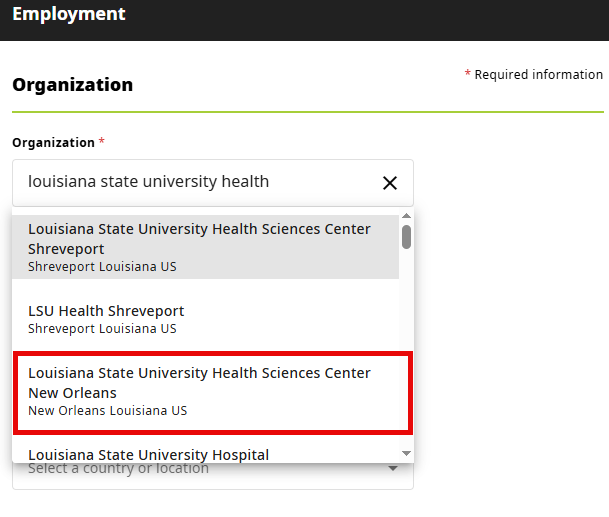 Employment
* Required information
Organization
Organization *
louisiana state university health
Louisiana State University Health Sciences Center
Shreveport
Shreveport Louisiana US
LSU Health Shreveport
Shreveport Louisiana US
Louisiana State University Health Sciences Center
New Orleans
New Orleans Louisiana US
Louisiana State University Hospital
Select a country or location